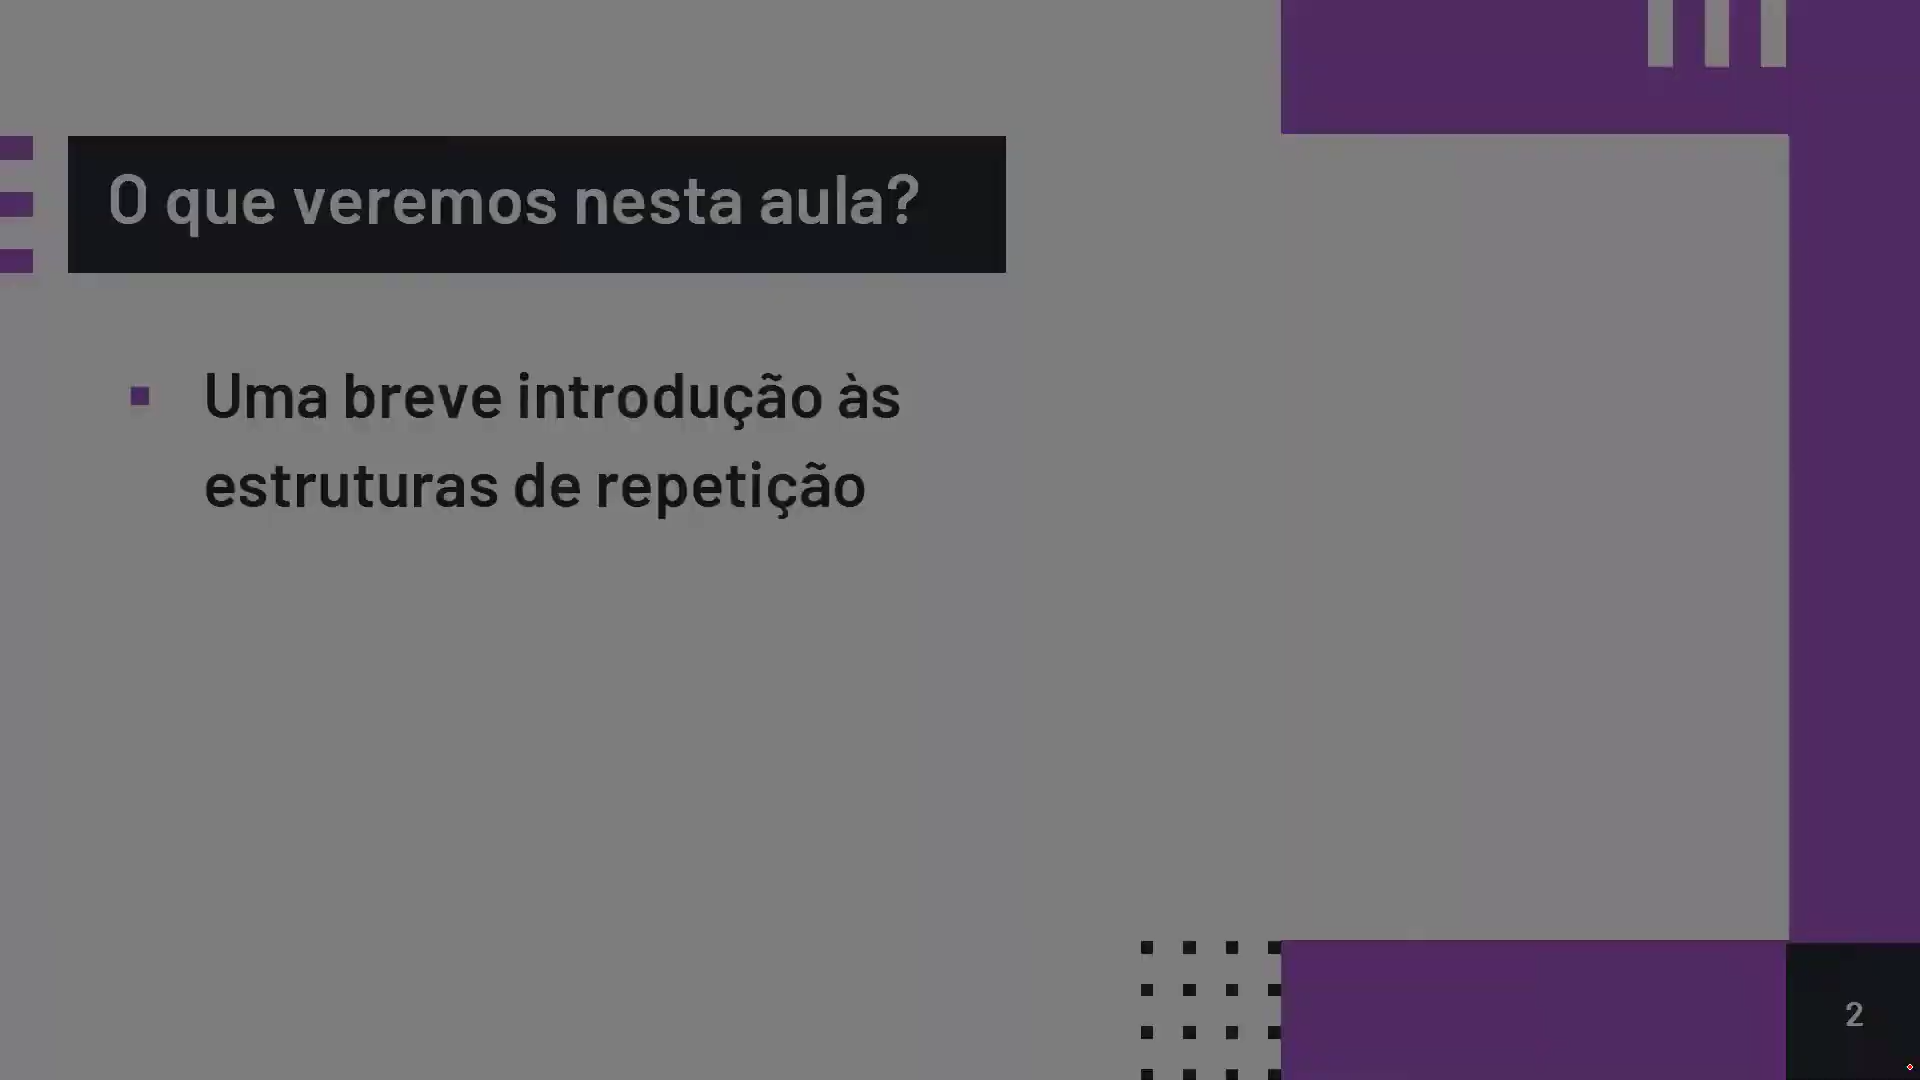 O que veremos nesta aula?
Uma breve introdução às
estruturas de repetição
2